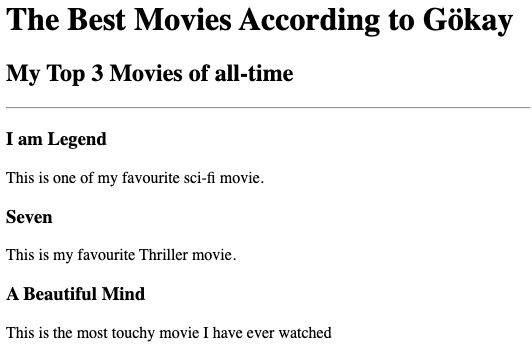 The Best Movies According to Gökay
My Top 3 Movies of all-time
I am Legend
This is one of my favourite sci-fi movie.
Seven
This is my favourite Thriller movie.
A Beautiful Mind
This is the most touchy movie I have ever watched